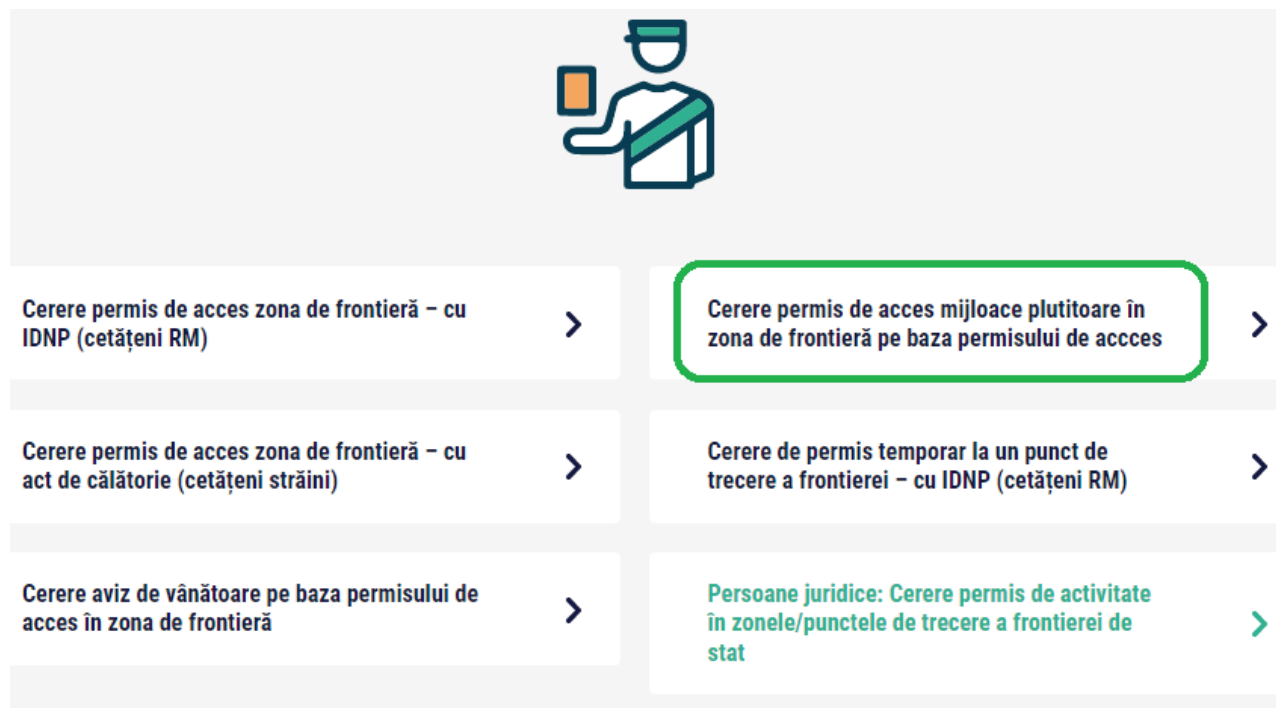 Cerere permis de acces zona de frontieră – cu
IDNP (cetățeni RM)
Cerere permis de acces mijloace plutitoare în
zona de frontieră pe baza permisului de accces
Cerere permis de acces zona de frontieră – cu
act de călătorie (cetățeni străini)
Cerere de permis temporar la un punct de
trecere a frontierei – cu IDNP (cetățeni RM)
Cerere aviz de vânătoare pe baza permisului de
acces în zona de frontieră
Persoane juridice: Cerere permis de activitate
în zonele/punctele de trecere a frontierei de
stat